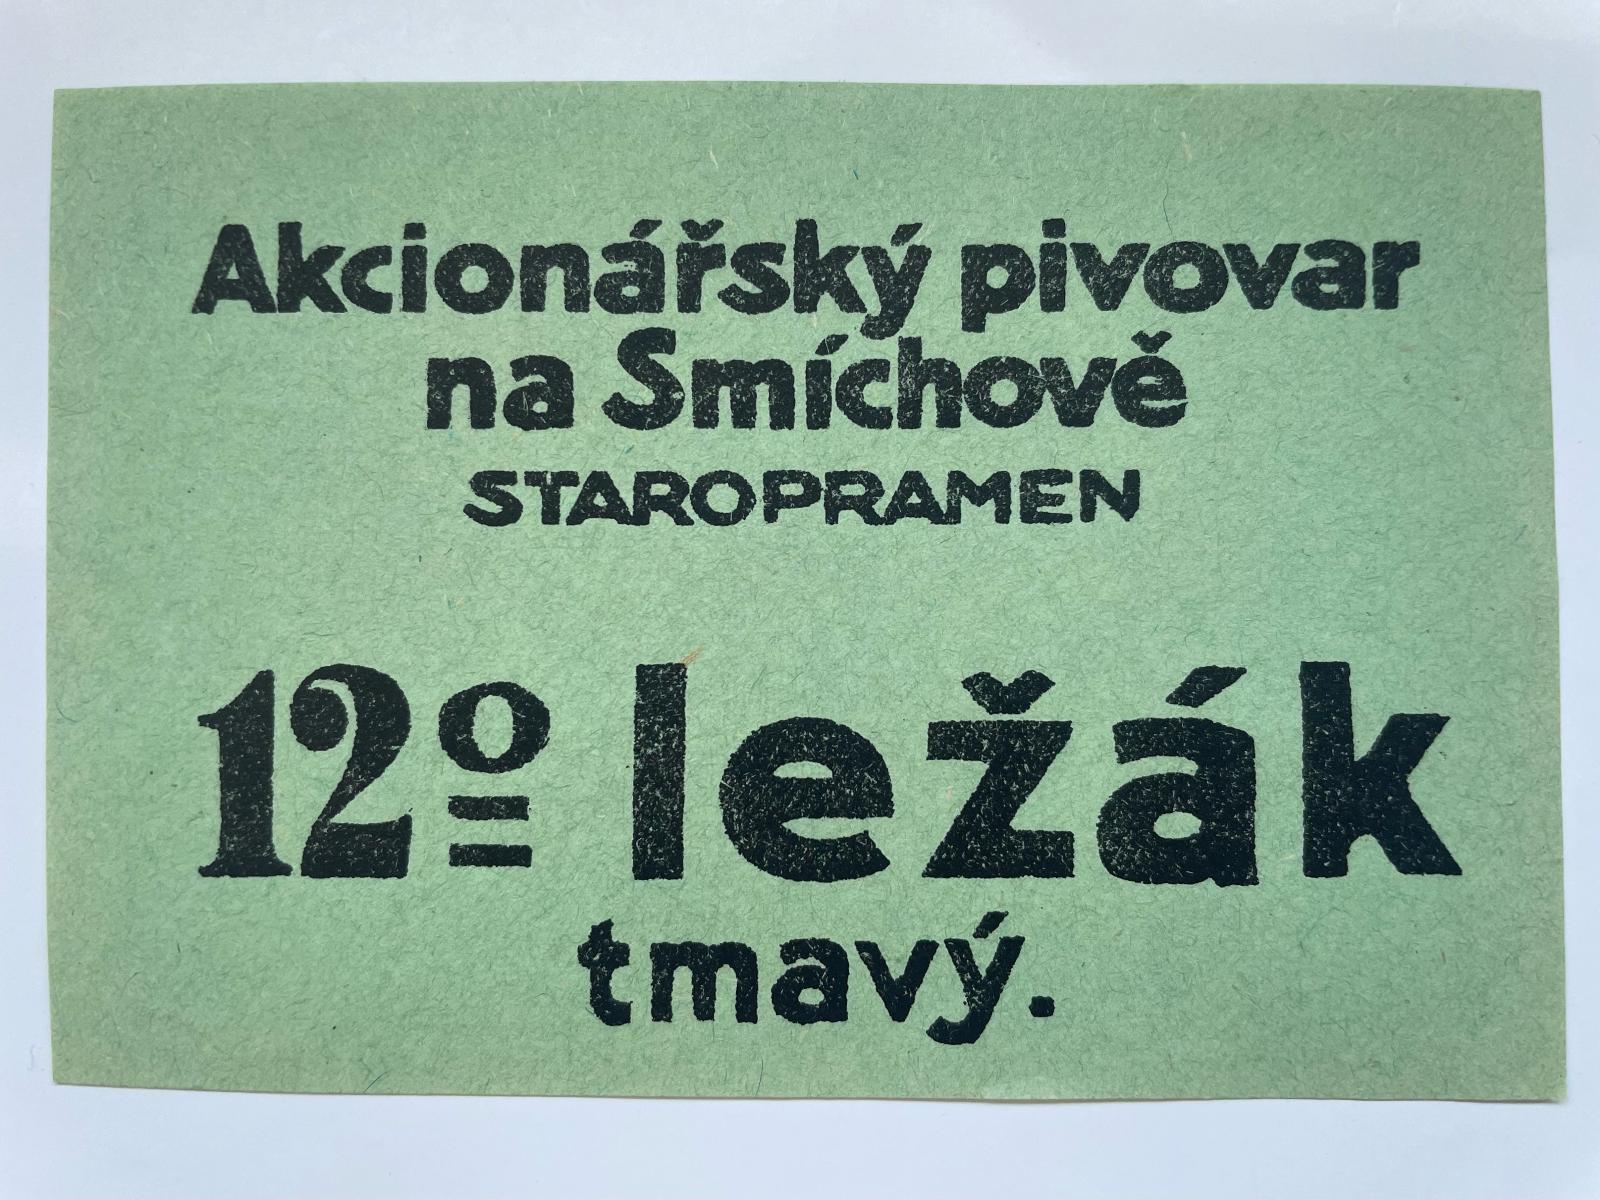 Akcionářský pivovar
na Smíchově
STAROPRAMEN
12º ležák
tmavý.